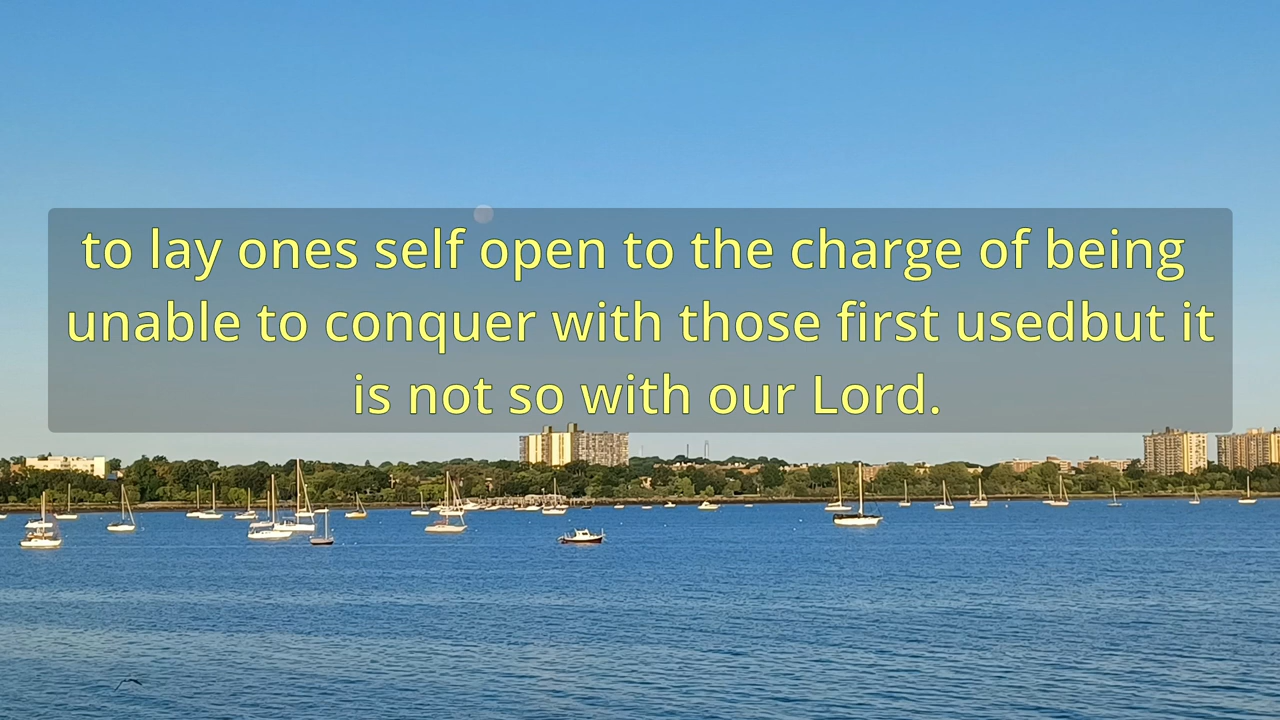 to lay ones self open to the charge of being
unable to conquer with those first usedbut it
is not so with our Lord.